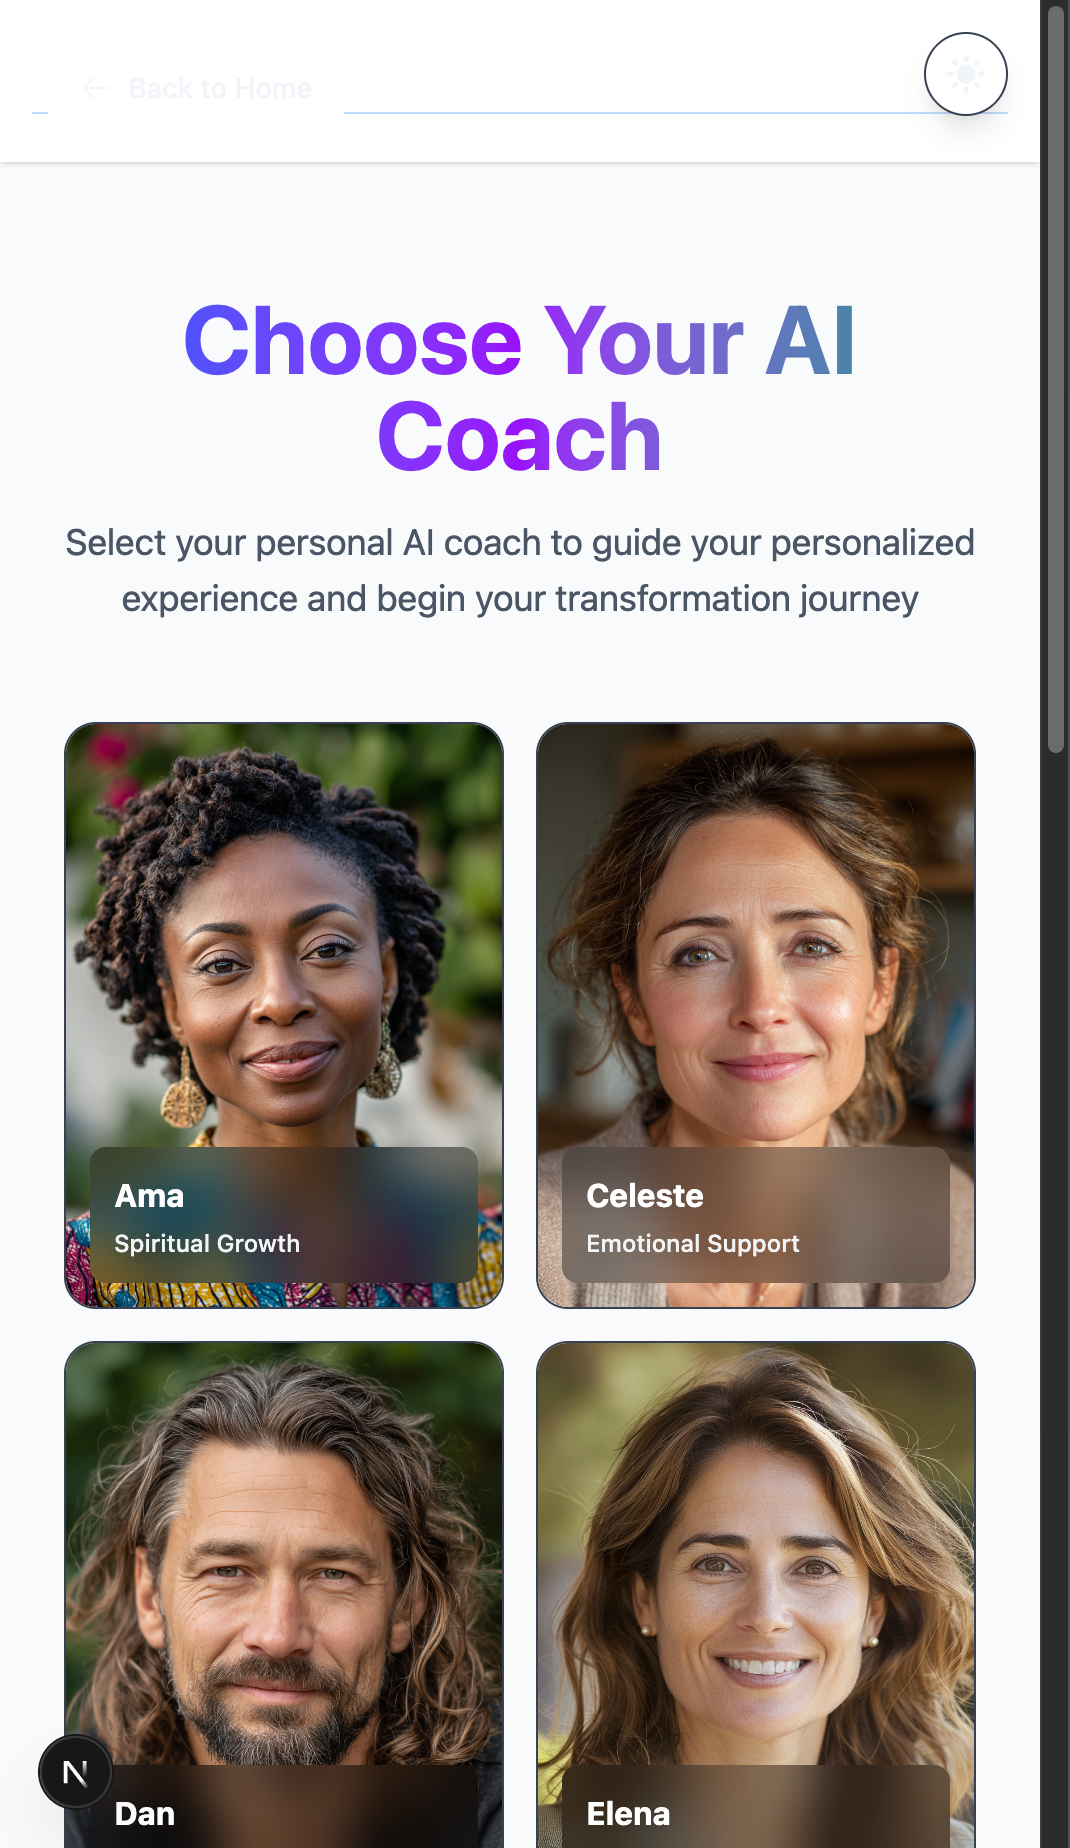 Back to Home
Choose Your AI
Coach
Select your personal AI coach to guide your personalized
experience and begin your transformation journey
Ama
Spiritual Growth
Celeste
Emotional Support
N
Dan
Elena